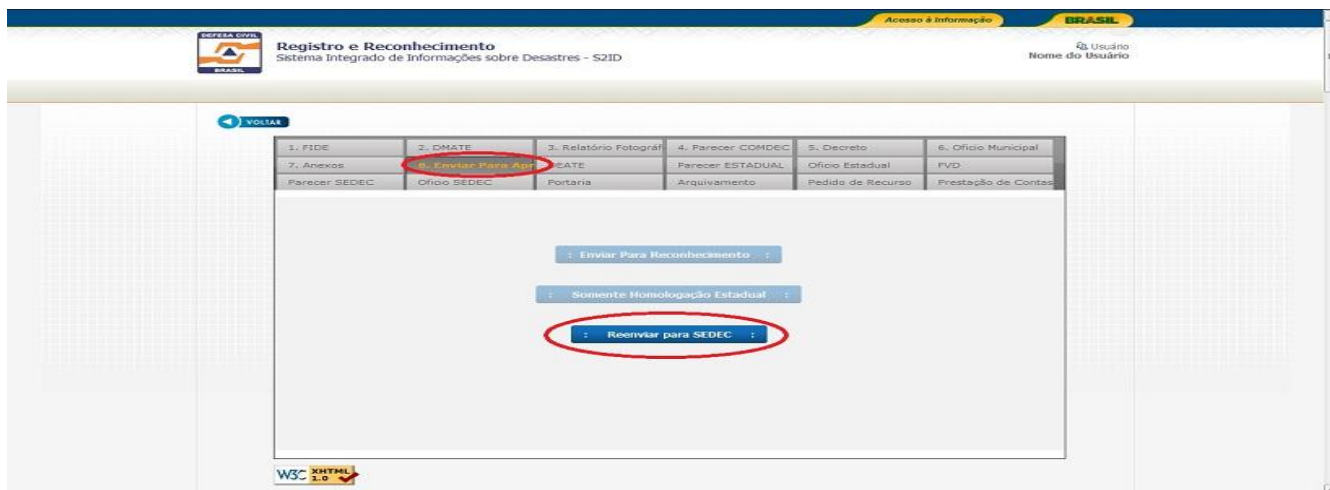 Acesso à Informação
BRASIL
DEFESA CIVIL
BRASIL
Registro e Reconhecimento
Sistema Integrado de Informações sobre Desastres - S2ID
Usuário
Nome do Usuário
VOLTAR
1. FIDE 2. DMATE 3. Relatório Fotográf 4. Parecer COMDEC 5. Decreto 6. Ofício Municipal
7. Anexos 8. Enviar Para Apr DEATE Parecer ESTADUAL Ofício Estadual FVD
Parecer SEDEC Ofício SEDEC Portaria Arquivamento Pedido de Recurso Prestação de Contas
: Enviar Para Reconhecimento :
: Somente Homologação Estadual :
: Reenviar para SEDEC :
W3C XHTML 1.0